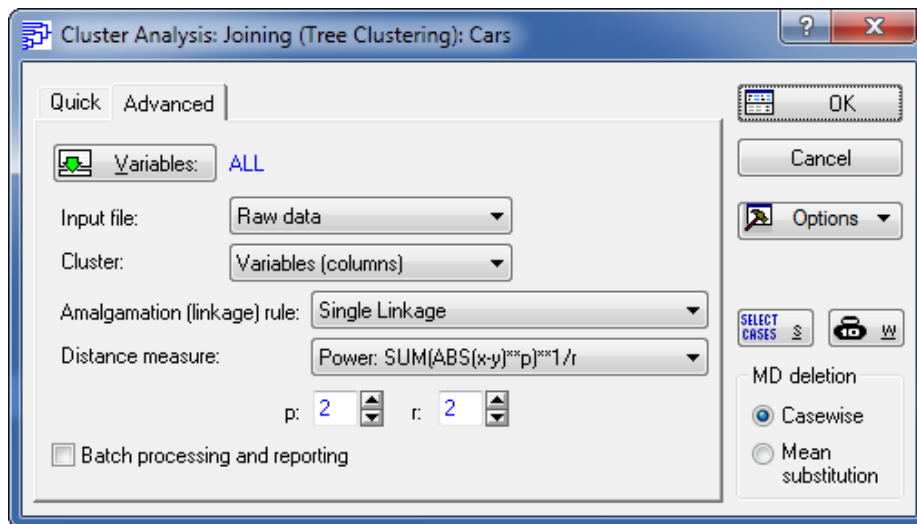 Cluster Analysis: Joining (Tree Clustering): Cars
?
X
Quick
Advanced
Variables:
ALL
Input file:
Raw data
Cluster:
Variables (columns)
Amalgamation (linkage) rule:
Single Linkage
Distance measure:
Power: SUM(ABS(x-y)**p)**1/r
p:
2
r:
2
Batch processing and reporting
OK
Cancel
Options
SELECT
CASES
S
W
MD deletion
Casewise
Mean
substitution